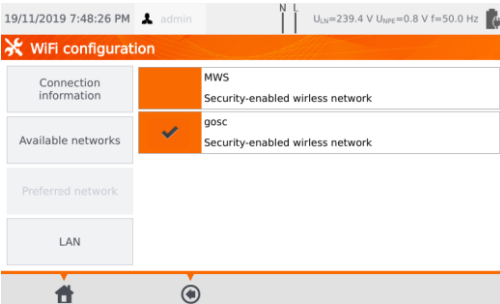 19/11/2019 7:48:26 PM admin N L ULN=239.4 V UNPE=0.8 V f=50.0 Hz
WiFi configuration
Connection
information
Available networks
Preferred network
LAN
MWS
Security-enabled wirless network
gosc
Security-enabled wirless network